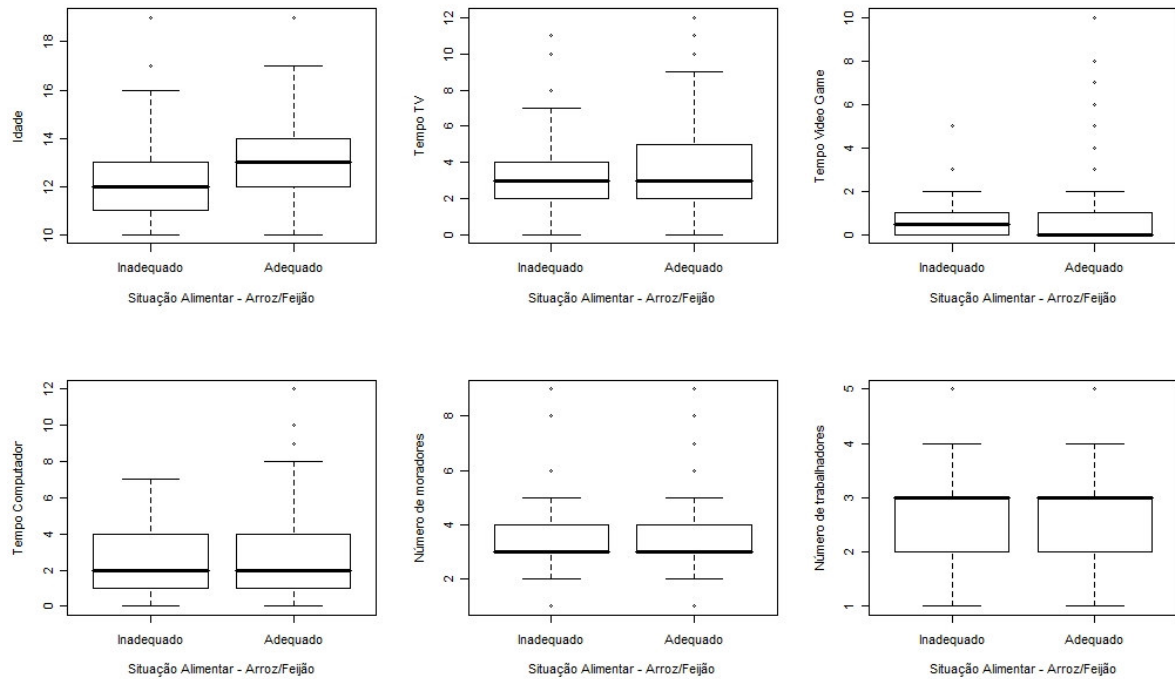 Idade
10
12
14
16
18
Inadequado
Adequado
Situação Alimentar - Arroz/Feijão
Tempo TV
0
2
4
6
8
10
12
Inadequado
Adequado
Situação Alimentar - Arroz/Feijão
Tempo Video Game
0
2
4
6
8
10
Inadequado
Adequado
Situação Alimentar - Arroz/Feijão
Tempo Computador
0
2
4
6
8
10
12
Inadequado
Adequado
Situação Alimentar - Arroz/Feijão
Número de moradores
2
4
6
8
Inadequado
Adequado
Situação Alimentar - Arroz/Feijão
Número de trabalhadores
1
2
3
4
5
Inadequado
Adequado
Situação Alimentar - Arroz/Feijão